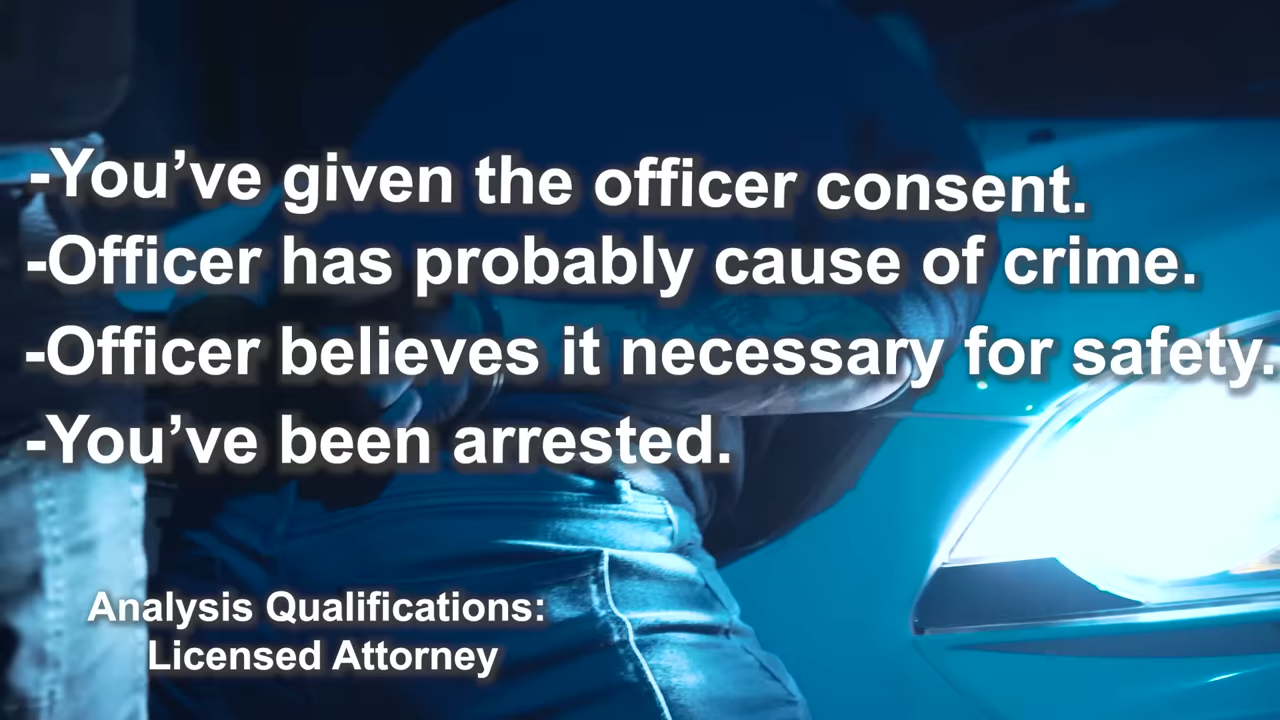 -You’ve given the officer consent.
-Officer has probably cause of crime.
-Officer believes it necessary for safety.
-You’ve been arrested.
Analysis Qualifications:
Licensed Attorney